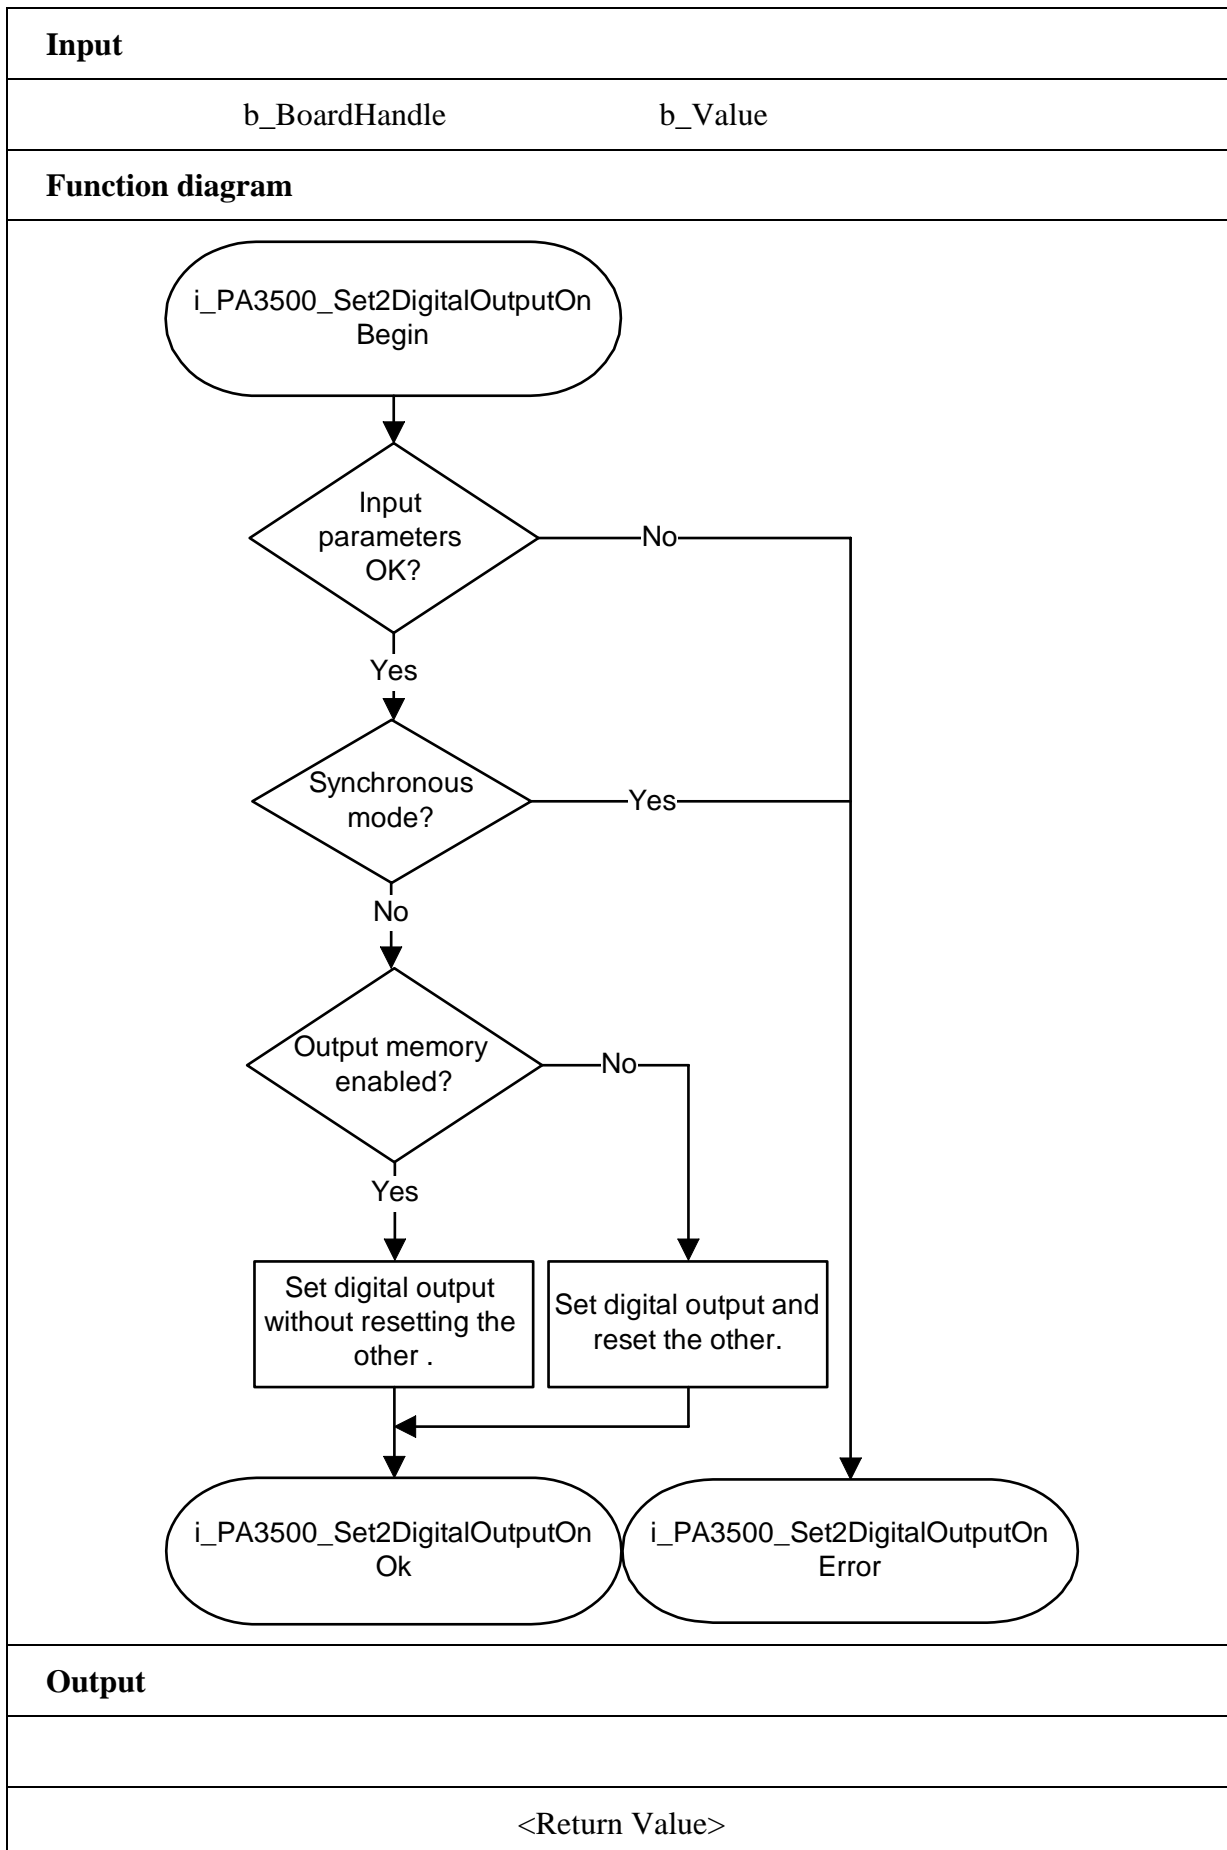 Input
b_BoardHandle b_Value
Function diagram
i_PA3500_Set2DigitalOutputOn
Begin
Input
parameters
OK?
No
Yes
Synchronous
mode?
Yes
No
Output memory
enabled?
No
Yes
Set digital output
without resetting the
other .
Set digital output and
reset the other.
i_PA3500_Set2DigitalOutputOn
Ok
i_PA3500_Set2DigitalOutputOn
Error
Output
<Return Value>